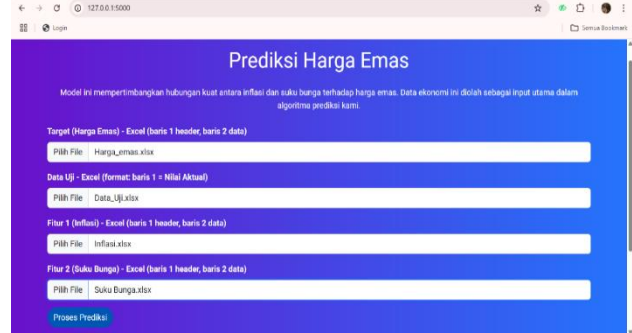 127.0.0.1:5000
Login
Semua Bookmark
Prediksi Harga Emas
Model ini mempertimbangkan hubungan kuat antara inflasi dan suku bunga terhadap harga emas. Data ekonomi ini diolah sebagai input utama dalam
algoritma prediksi kami.
Target (Harga Emas) - Excel (baris 1 header, baris 2 data)
Pilih File Harga_emas.xlsx
Data Uji - Excel (format: baris 1 = Nilai Aktual)
Pilih File Data_Uji.xlsx
Fitur 1 (Inflasi) - Excel (baris 1 header, baris 2 data)
Pilih File Inflasi.xlsx
Fitur 2 (Suku Bunga) - Excel (baris 1 header, baris 2 data)
Pilih File Suku Bunga.xlsx
Proses Prediksi